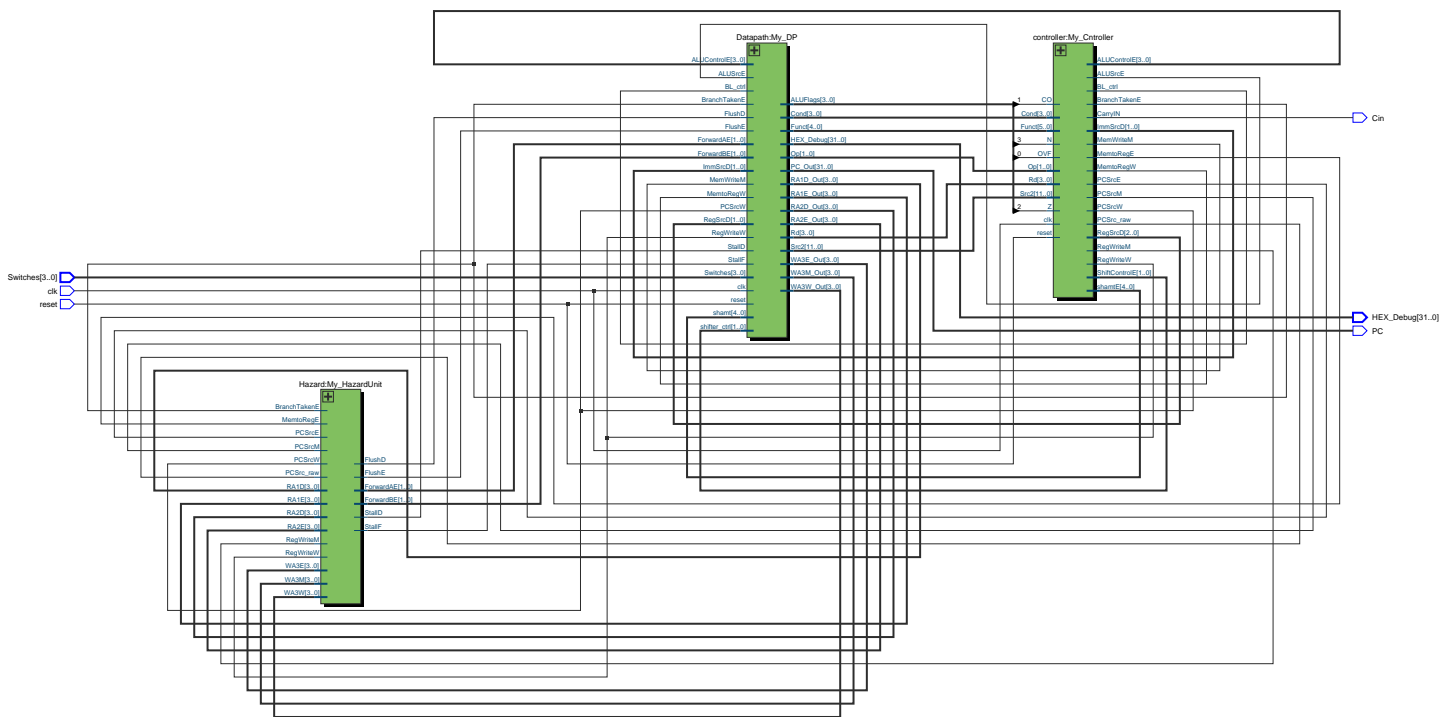 Datapath:My_DP
ALUControlE[3..0]
ALUSrcE
BL_ctrl
BranchTakenE
FlushD
FlushE
ForwardAE[1..0]
ForwardBE[1..0]
ImmSrcD[1..0]
MemWriteM
MemtoRegW
PCSrcW
RegSrcD[1..0]
RegWriteW
StallD
StallF
Switches[3..0]
clk
reset
shamt[4..0]
shifter_ctrl[1..0]
ALUFlags[3..0]
Cond[3..0]
Funct[4..0]
HEX_Debug[31..0]
Op[1..0]
PC_Out[31..0]
RA1D_Out[3..0]
RA1E_Out[3..0]
RA2D_Out[3..0]
RA2E_Out[3..0]
Rd[3..0]
Src2[11..0]
WA3E_Out[3..0]
WA3M_Out[3..0]
WA3W_Out[3..0]
controller:My_Cntroller
1 CO
Cond[3..0]
Funct[5..0]
3 N
0 OVF
Op[1..0]
Rd[3..0]
Src2[11..0]
2 Z
clk
reset
ALUControlE[3..0]
ALUSrcE
BL_ctrl
BranchTakenE
CarryIN
ImmSrcD[1..0]
MemWriteM
MemtoRegE
MemtoRegW
PCSrcE
PCSrcM
PCSrcW
PCSrc_raw
RegSrcD[2..0]
RegWriteM
RegWriteW
ShiftControlE[1..0]
shamtE[4..0]
Cin
Switches[3..0]
clk
reset
HEX_Debug[31..0]
PC
Hazard:My_HazardUnit
BranchTakenE
MemtoRegE
PCSrcE
PCSrcM
PCSrcW
PCSrc_raw
RA1D[3..0]
RA1E[3..0]
RA2D[3..0]
RA2E[3..0]
RegWriteM
RegWriteW
WA3E[3..0]
WA3M[3..0]
WA3W[3..0]
FlushD
FlushE
ForwardAE[1..0]
ForwardBE[1..0]
StallD
StallF